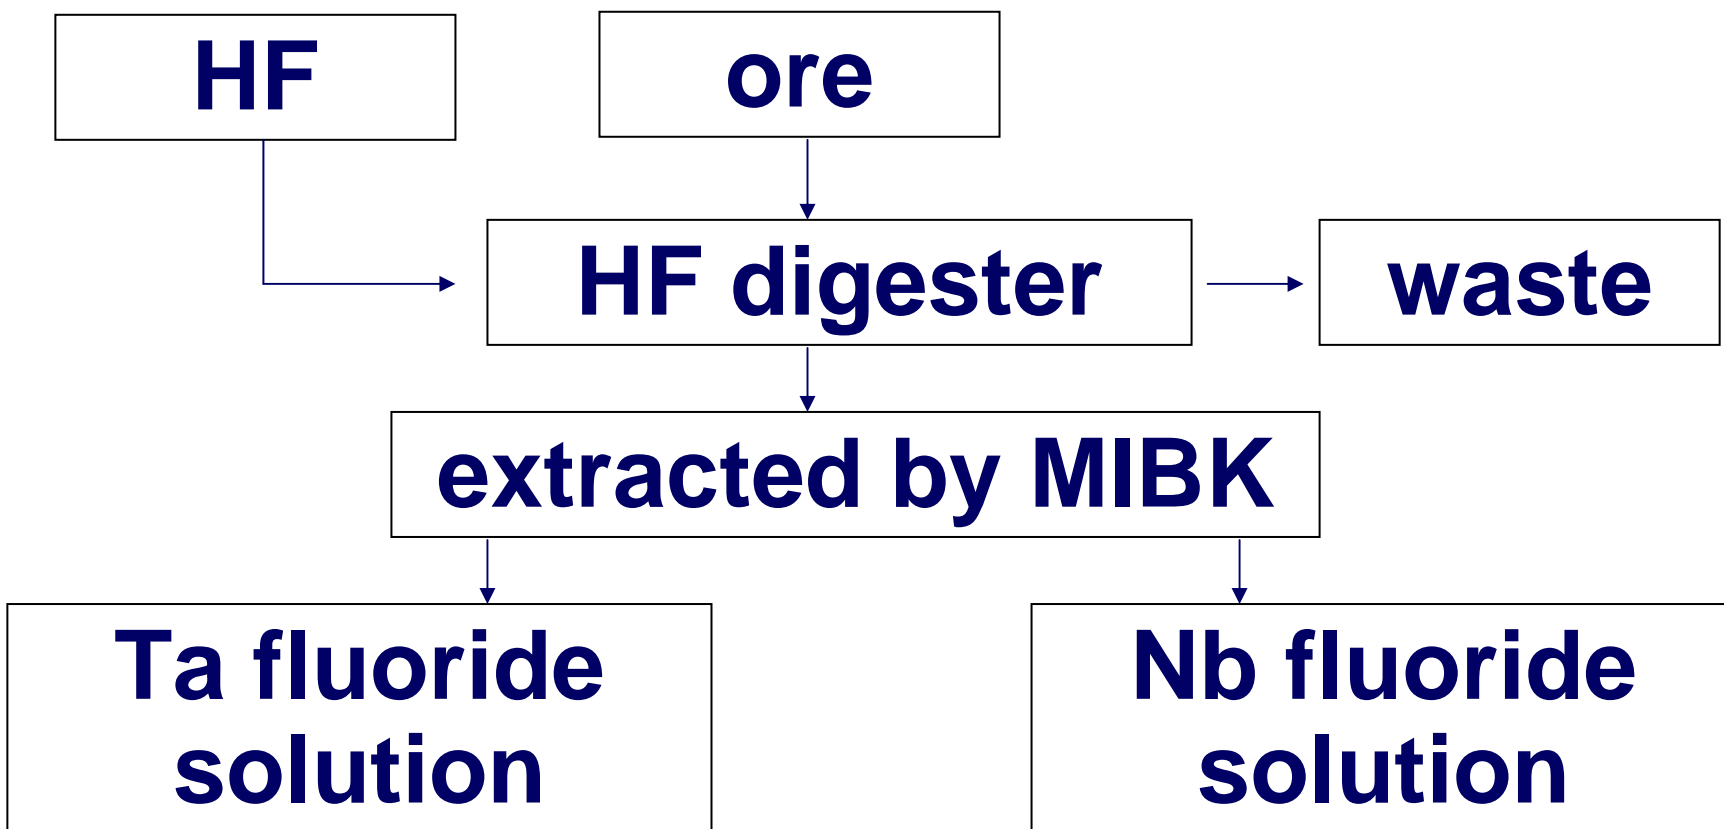 HF
ore
HF digester
waste
extracted by MIBK
Ta fluoride
solution
Nb fluoride
solution